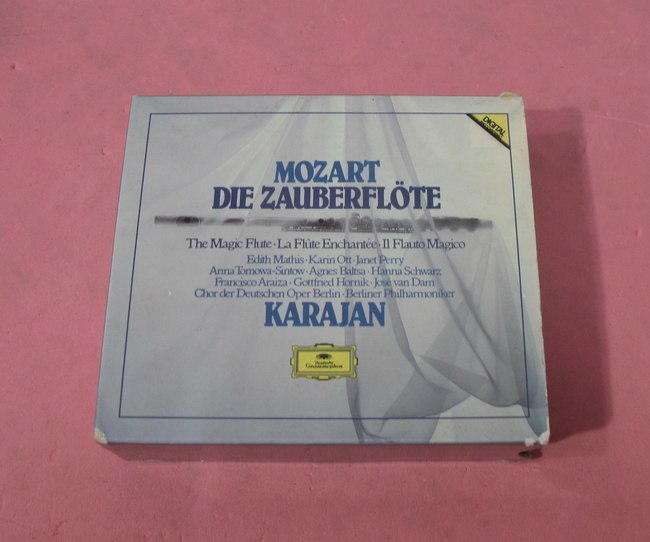 DIGITAL
MOZART
DIE ZAUBERFLÖTE
The Magic Flute · La Flûte Enchantée · Il Flauto Magico
Edith Mathis · Karin Ott · Janet Perry
Anna Tomowa-Sintow · Agnes Baltsa · Hanna Schwarz
Francisco Araiza · Gottfried Hornik · José van Dam
Chor der Deutschen Oper Berlin · Berliner Philharmoniker
KARAJAN
Deutsche
Grammophon